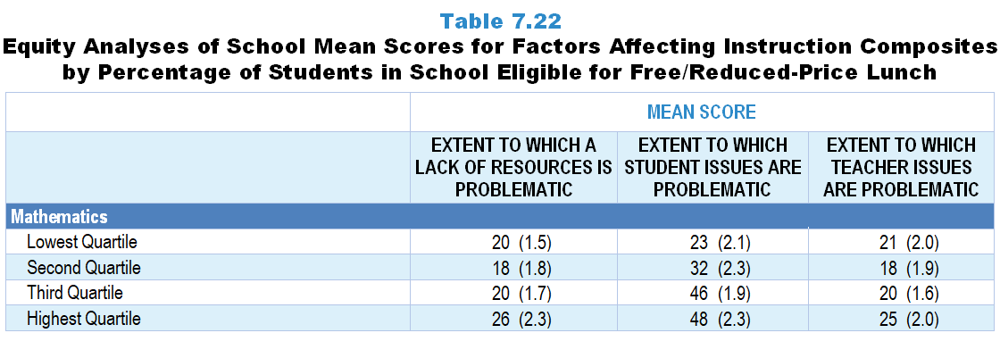 Table 7.22
Equity Analyses of School Mean Scores for Factors Affecting Instruction Composites
by Percentage of Students in School Eligible for Free/Reduced-Price Lunch
MEAN SCORE
EXTENT TO WHICH A LACK OF RESOURCES IS PROBLEMATIC
EXTENT TO WHICH STUDENT ISSUES ARE PROBLEMATIC
EXTENT TO WHICH TEACHER ISSUES ARE PROBLEMATIC
Mathematics
Lowest Quartile 20 (1.5) 23 (2.1) 21 (2.0)
Second Quartile 18 (1.8) 32 (2.3) 18 (1.9)
Third Quartile 20 (1.7) 46 (1.9) 20 (1.6)
Highest Quartile 26 (2.3) 48 (2.3) 25 (2.0)